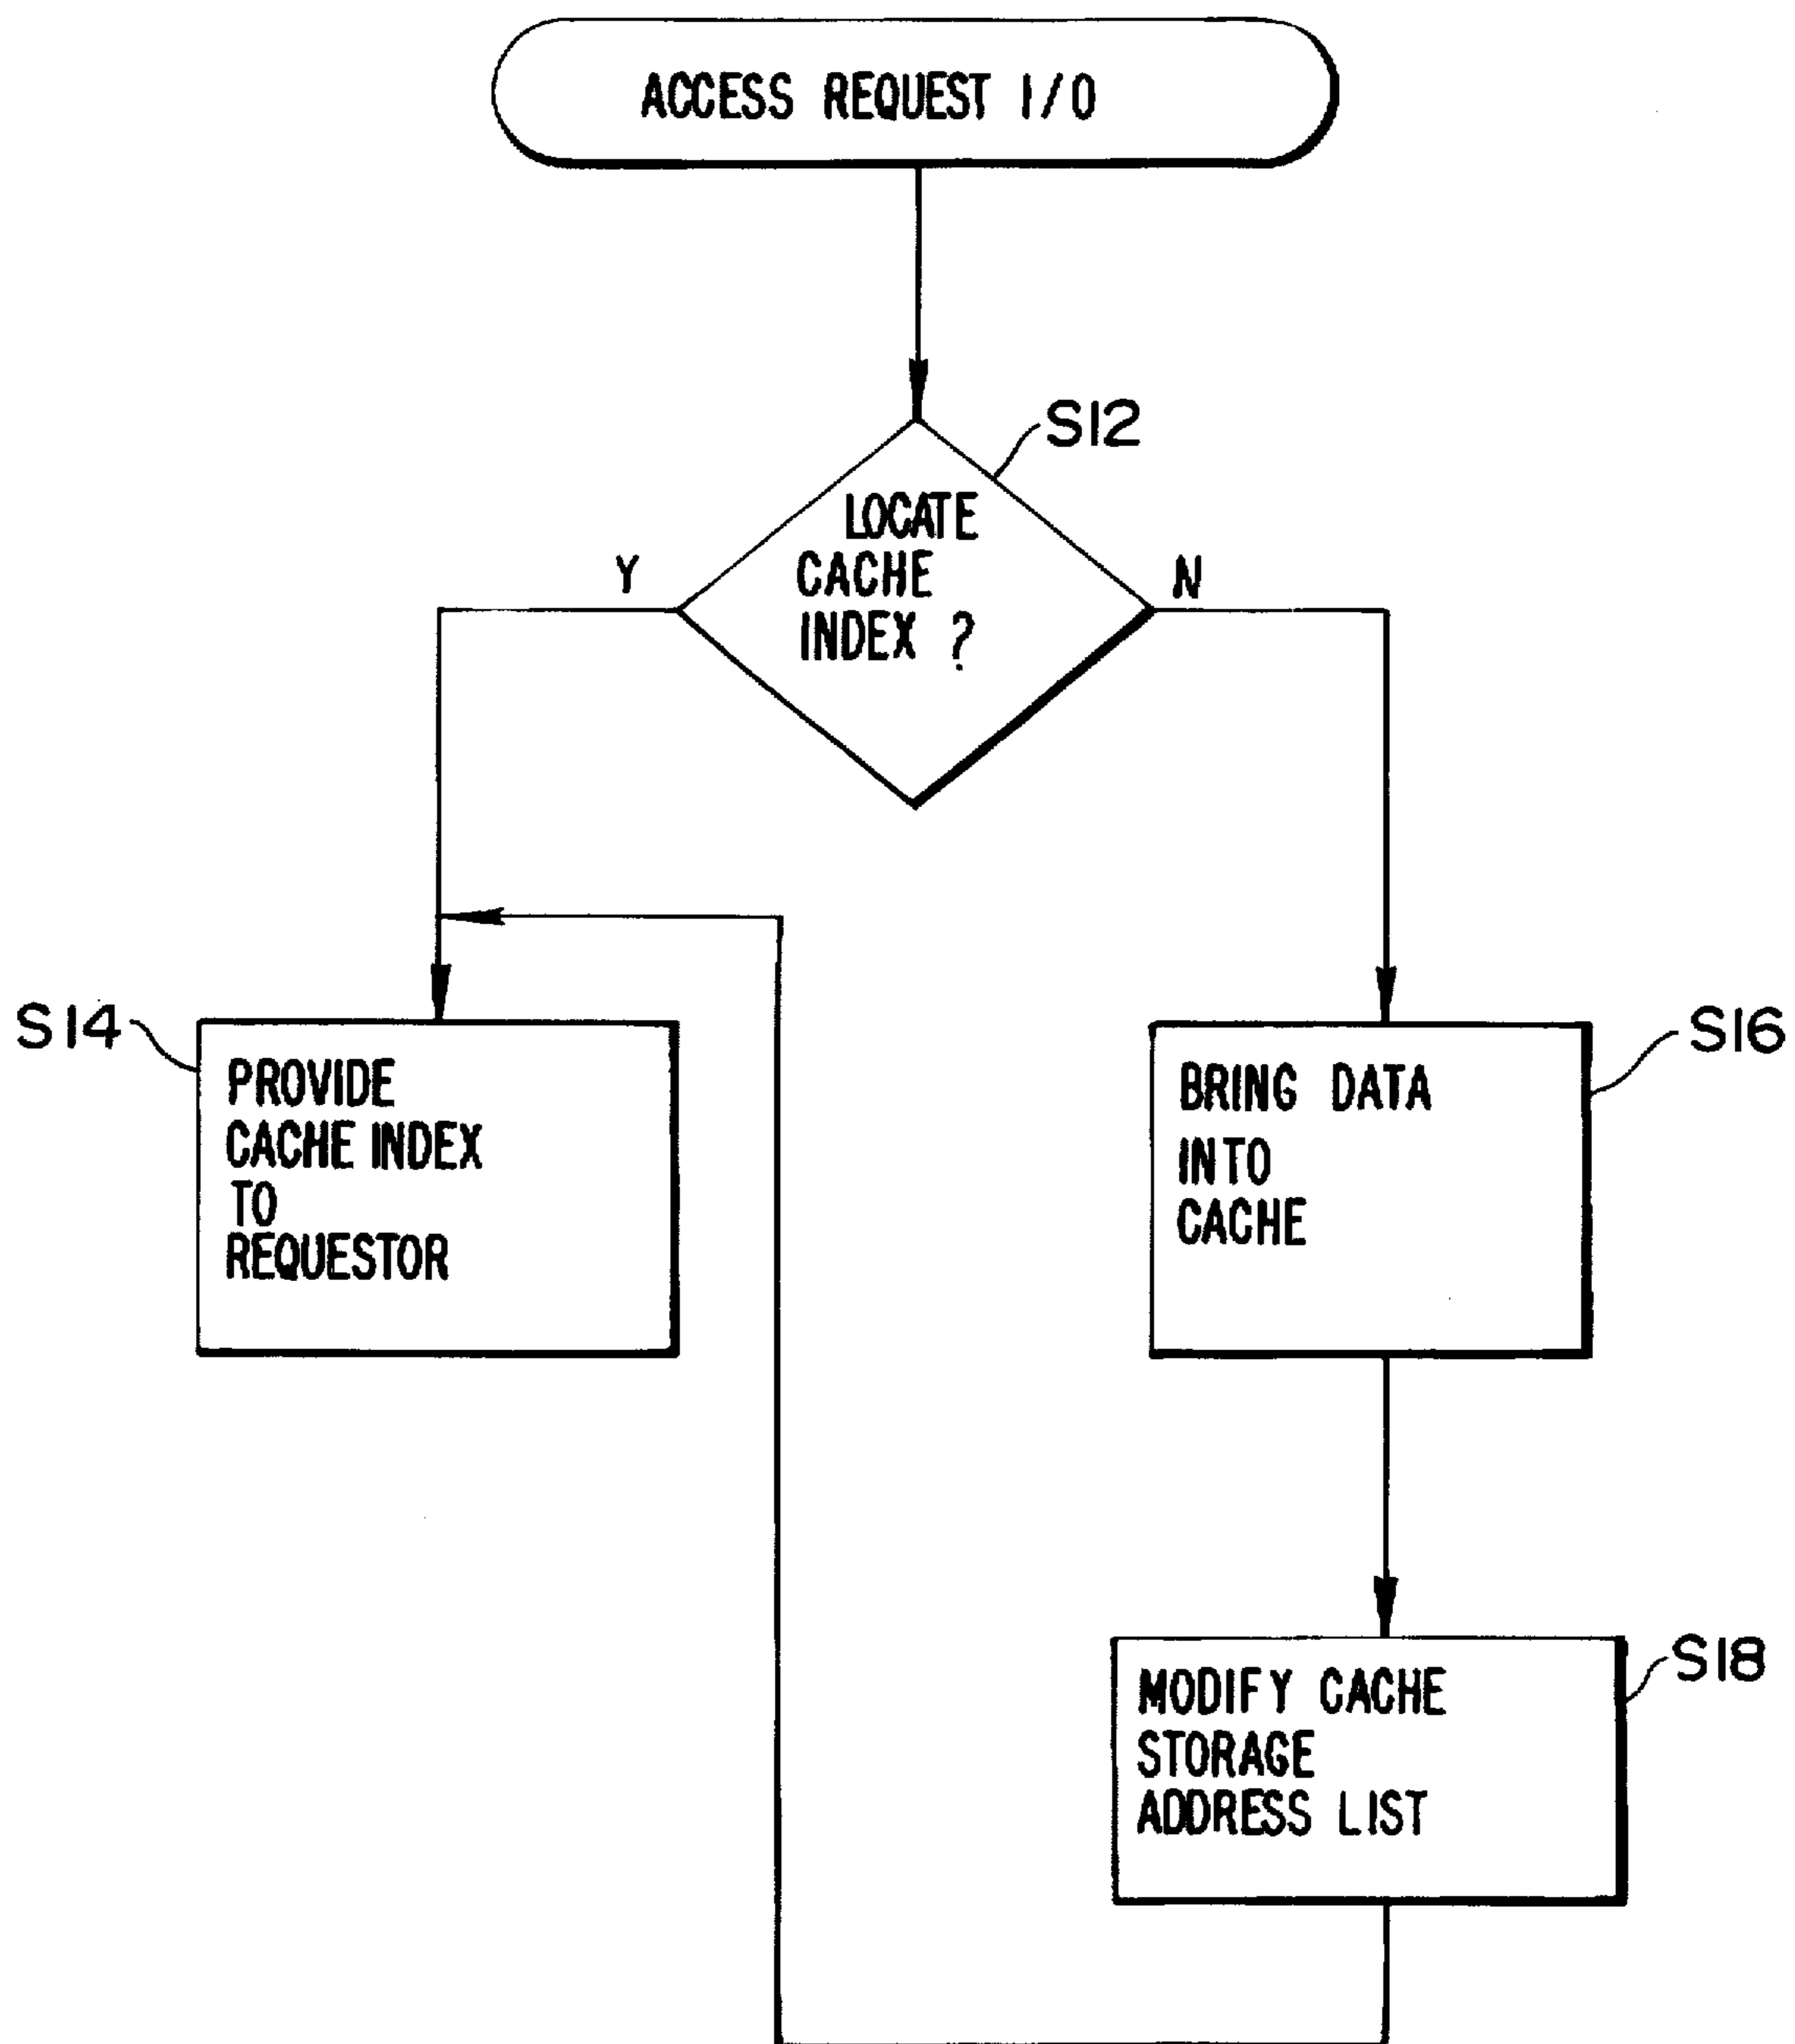 ACCESS REQUEST I/O
S12
LOCATE
CACHE
INDEX ?
Y
N
S14
PROVIDE
CACHE INDEX
TO
REQUESTOR
S16
BRING DATA
INTO
CACHE
S18
MODIFY CACHE
STORAGE
ADDRESS LIST